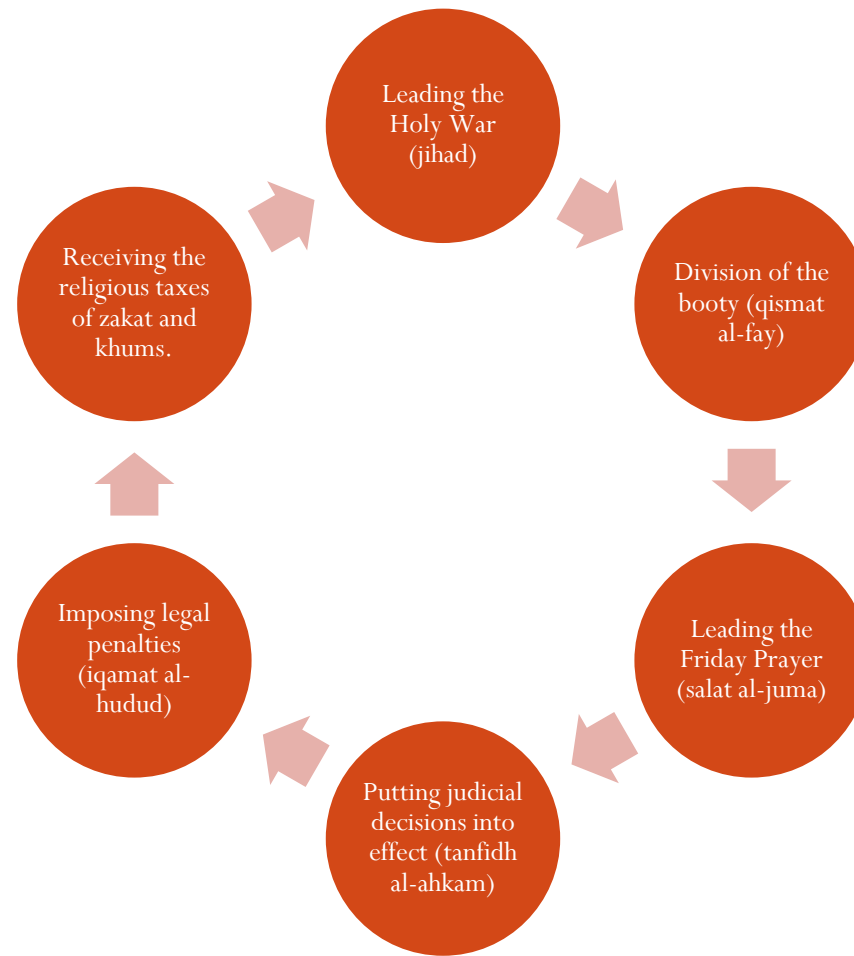 Leading the
Holy War
(jihad)
Division of the
booty (qismat
al-fay)
Leading the
Friday Prayer
(salat al-juma)
Putting judicial
decisions into
effect (tanfidh
al-ahkam)
Imposing legal
penalties
(iqamat al-
hudud)
Receiving the
religious taxes
of zakat and
khums.